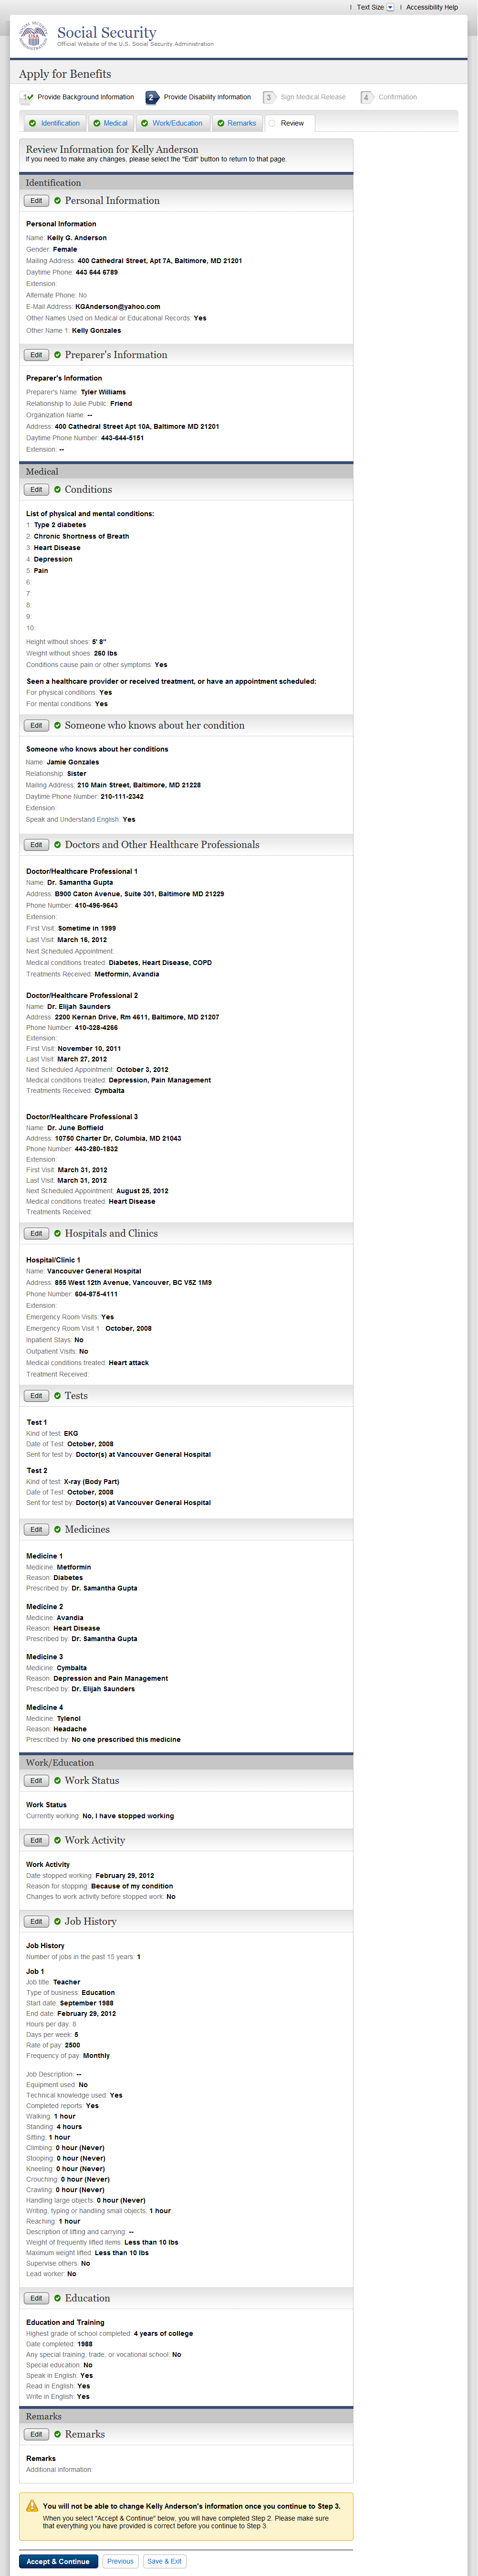 Text Size
Accessibility Help
Social Security
Official Website of the U.S. Social Security Administration
Apply for Benefits
1 Provide Background Information 2 Provide Disability Information 3 Sign Medical Release 4 Confirmation
Identification Medical Work/Education Remarks Review
Review Information for Kelly Anderson
If you need to make any changes, please select the "Edit" button to return to that page.
Identification
Edit Personal Information
Personal Information
Name: Kelly G. Anderson
Gender: Female
Mailing Address: 400 Cathedral Street, Apt 7A, Baltimore, MD 21201
Daytime Phone: 443 644 6789
Extension:
Alternate Phone: No
E-Mail Address: KGAnderson@yahoo.com
Other Names Used on Medical or Educational Records: Yes
Other Name 1: Kelly Gonzales
Edit Preparer's Information
Preparer's Information
Preparer's Name: Tyler Williams
Relationship to Julie Public: Friend
Organization Name: --
Address: 400 Cathedral Street Apt 10A, Baltimore MD 21201
Daytime Phone Number: 443-644-5151
Extension: --
Medical
Edit Conditions
List of physical and mental conditions:
1: Type 2 diabetes
2: Chronic Shortness of Breath
3: Heart Disease
4: Depression
5: Pain
6:
7:
8:
9:
10:
Height without shoes: 5' 8"
Weight without shoes: 260 lbs
Conditions cause pain or other symptoms: Yes
Seen a healthcare provider or received treatment, or have an appointment scheduled:
For physical conditions: Yes
For mental conditions: Yes
Edit Someone who knows about her condition
Someone who knows about her conditions
Name: Jamie Gonzales
Relationship: Sister
Mailing Address: 210 Main Street, Baltimore, MD 21228
Daytime Phone Number: 210-111-2342
Extension:
Speak and Understand English: Yes
Edit Doctors and Other Healthcare Professionals
Doctor/Healthcare Professional 1
Name: Dr. Samantha Gupta
Address: B900 Caton Avenue, Suite 301, Baltimore MD 21229
Phone Number: 410-496-9643
Extension:
First Visit: Sometime in 1999
Last Visit: March 16, 2012
Next Scheduled Appointment:
Medical conditions treated: Diabetes, Heart Disease, COPD
Treatments Received: Metformin, Avandia
Doctor/Healthcare Professional 2
Name: Dr. Elijah Saunders
Address: 2200 Kernan Drive, Rm 4611, Baltimore, MD 21207
Phone Number: 410-328-4266
Extension:
First Visit: November 10, 2011
Last Visit: March 27, 2012
Next Scheduled Appointment: October 3, 2012
Medical conditions treated: Depression, Pain Management
Treatments Received: Cymbalta
Doctor/Healthcare Professional 3
Name: Dr. June Boffield
Address: 10750 Charter Dr, Columbia, MD 21043
Phone Number: 443-280-1832
Extension:
First Visit: March 31, 2012
Last Visit: March 31, 2012
Next Scheduled Appointment: August 25, 2012
Medical conditions treated: Heart Disease
Treatments Received:
Edit Hospitals and Clinics
Hospital/Clinic 1
Name: Vancouver General Hospital
Address: 855 West 12th Avenue, Vancouver, BC V5Z 1M9
Phone Number: 604-875-4111
Extension:
Emergency Room Visits: Yes
Emergency Room Visit 1: October, 2008
Inpatient Stays: No
Outpatient Visits: No
Medical conditions treated: Heart attack
Treatment Received:
Edit Tests
Test 1
Kind of test: EKG
Date of Test: October, 2008
Sent for test by: Doctor(s) at Vancouver General Hospital
Test 2
Kind of test: X-ray (Body Part)
Date of Test: October, 2008
Sent for test by: Doctor(s) at Vancouver General Hospital
Edit Medicines
Medicine 1
Medicine: Metformin
Reason: Diabetes
Prescribed by: Dr. Samantha Gupta
Medicine 2
Medicine: Avandia
Reason: Heart Disease
Prescribed by: Dr. Samantha Gupta
Medicine 3
Medicine: Cymbalta
Reason: Depression and Pain Management
Prescribed by: Dr. Elijah Saunders
Medicine 4
Medicine: Tylenol
Reason: Headache
Prescribed by: No one prescribed this medicine
Work/Education
Edit Work Status
Work Status
Currently working: No, I have stopped working
Edit Work Activity
Work Activity
Date stopped working: February 29, 2012
Reason for stopping: Because of my condition
Changes to work activity before stopped work: No
Edit Job History
Job History
Number of jobs in the past 15 years: 1
Job 1
Job title: Teacher
Type of business: Education
Start date: September 1988
End date: February 29, 2012
Hours per day: 8
Days per week: 5
Rate of pay: 2500
Frequency of pay: Monthly
Job Description: --
Equipment used: No
Technical knowledge used: Yes
Completed reports: Yes
Walking: 1 hour
Standing: 4 hours
Sitting: 1 hour
Climbing: 0 hour (Never)
Stooping: 0 hour (Never)
Kneeling: 0 hour (Never)
Crouching: 0 hour (Never)
Crawling: 0 hour (Never)
Handling large objects: 0 hour (Never)
Writing, typing or handling small objects: 1 hour
Reaching: 1 hour
Description of lifting and carrying: --
Weight of frequently lifted items: Less than 10 lbs
Maximum weight lifted: Less than 10 lbs
Supervise others: No
Lead worker: No
Edit Education
Education and Training
Highest grade of school completed: 4 years of college
Date completed: 1988
Any special training, trade, or vocational school: No
Special education: No
Speak in English: Yes
Read in English: Yes
Write in English: Yes
Remarks
Edit Remarks
Remarks
Additional information:
You will not be able to change Kelly Anderson's information once you continue to Step 3.
When you select "Accept & Continue" below, you will have completed Step 2. Please make sure
that everything you have provided is correct before you continue to Step 3.
Accept & Continue Previous Save & Exit